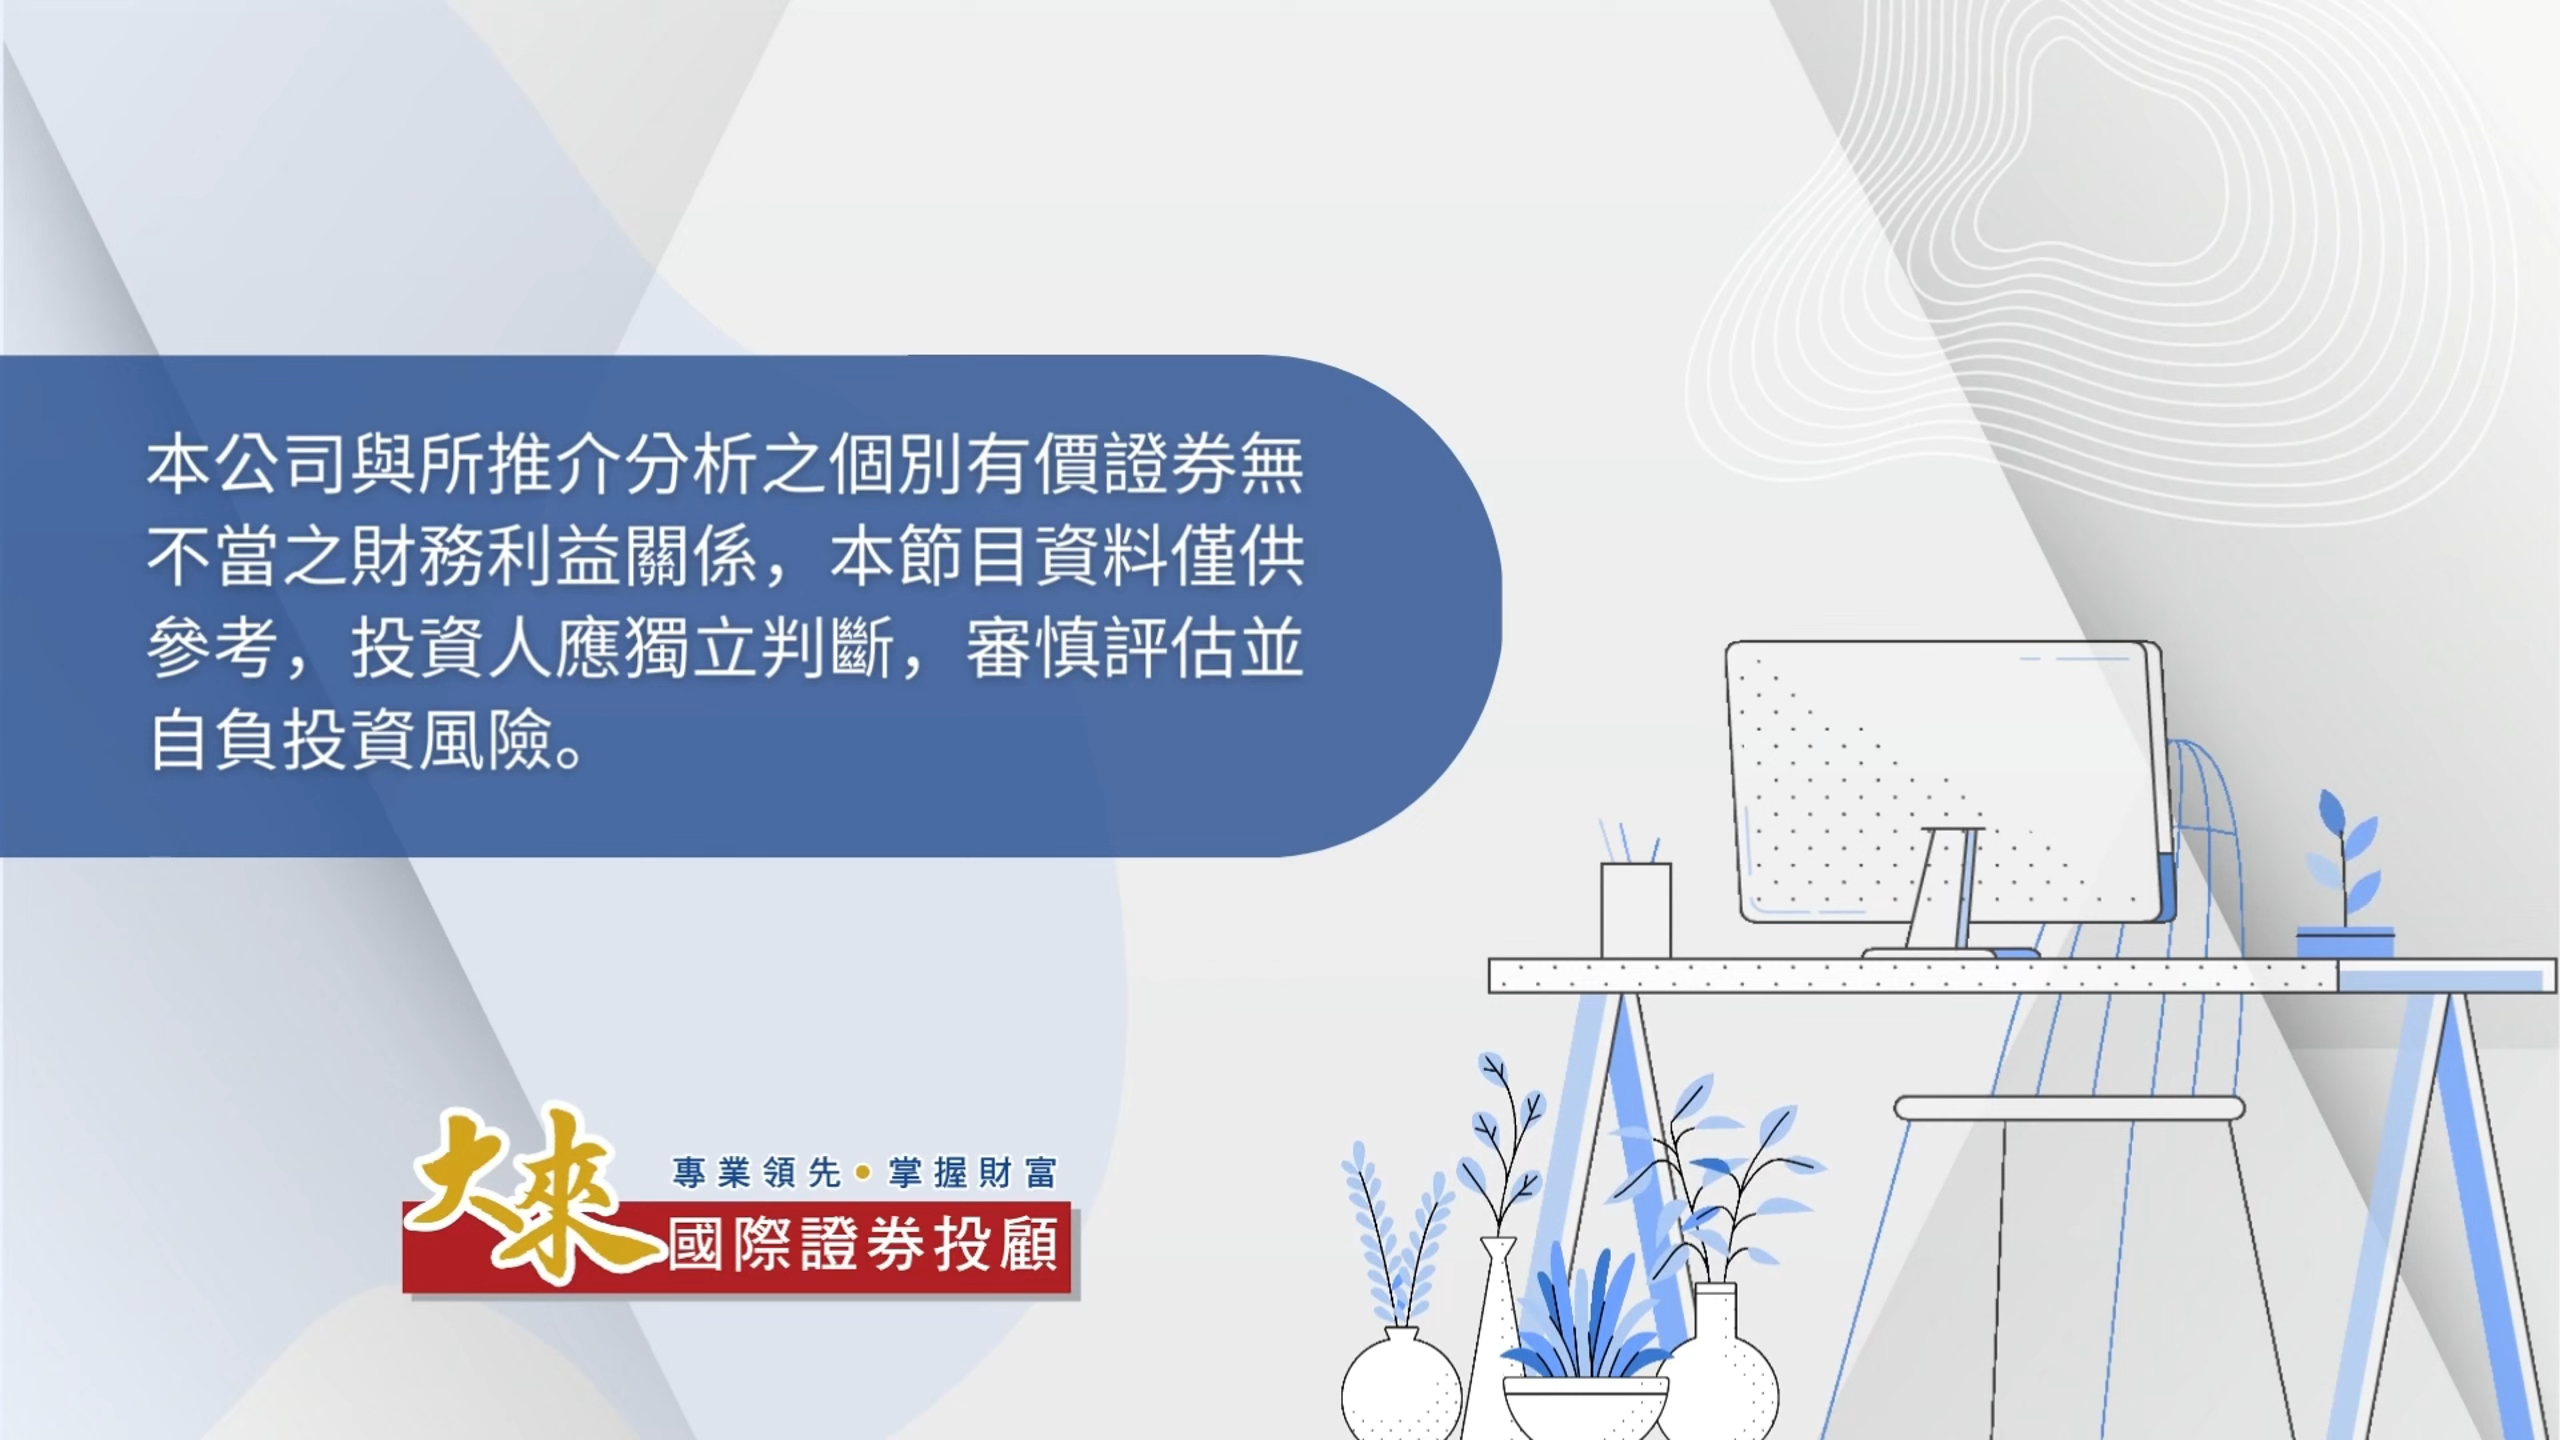 本公司與所推介分析之個別有價證券無
不當之財務利益關係，本節目資料僅供
參考，投資人應獨立判斷，審慎評估並
自負投資風險。
大來
專業領先•掌握財富
國際證券投顧